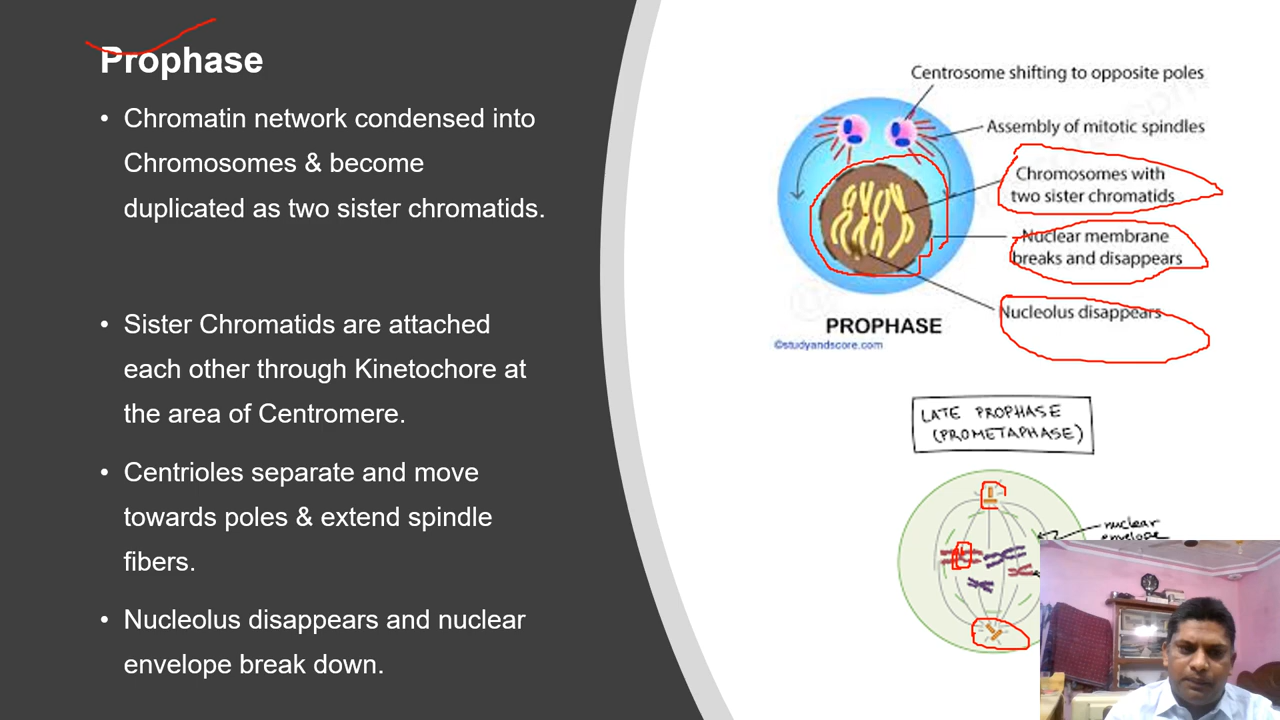 Prophase
• Chromatin network condensed into
Chromosomes & become
duplicated as two sister chromatids.
• Sister Chromatids are attached
each other through Kinetochore at
the area of Centromere.
• Centrioles separate and move
towards poles & extend spindle
fibers.
• Nucleolus disappears and nuclear
envelope break down.
Centrosome shifting to opposite poles
Assembly of mitotic spindles
Chromosomes with
two sister chromatids
Nuclear membrane
breaks and disappears
Nucleolus disappears
PROPHASE
©studyandscore.com
LATE PROPHASE
(PROMETAPHASE)
nuclear
envelope